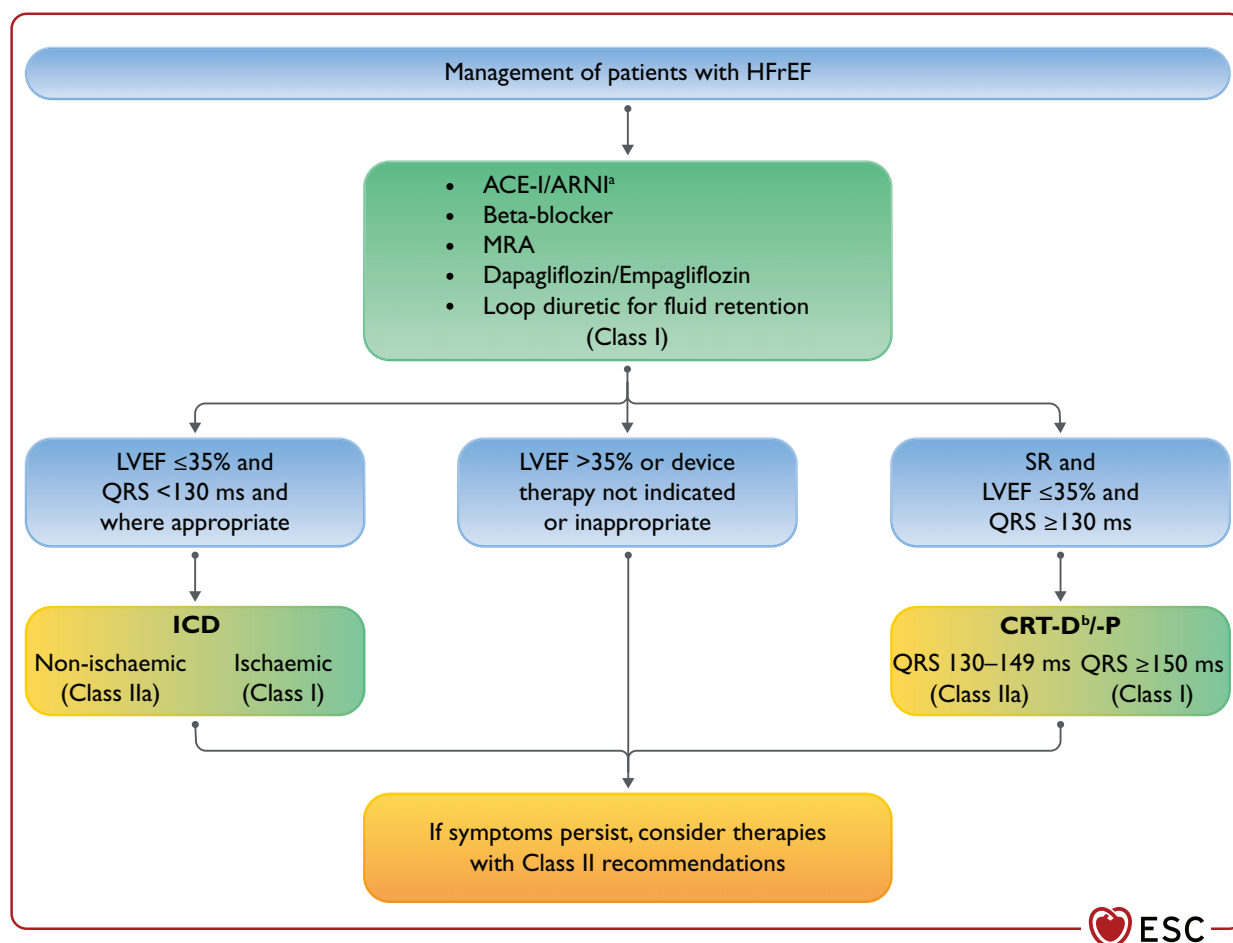 Management of patients with HFrEF
• ACE-I/ARNIᵃ
• Beta-blocker
• MRA
• Dapagliflozin/Empagliflozin
• Loop diuretic for fluid retention
(Class I)
LVEF ≤35% and
QRS <130 ms and
where appropriate
LVEF >35% or device
therapy not indicated
or inappropriate
SR and
LVEF ≤35% and
QRS ≥130 ms
ICD
Non-ischaemic
(Class IIa)
Ischaemic
(Class I)
CRT-Dᵇ/-P
QRS 130–149 ms
(Class IIa)
QRS ≥150 ms
(Class I)
If symptoms persist, consider therapies
with Class II recommendations
ESC